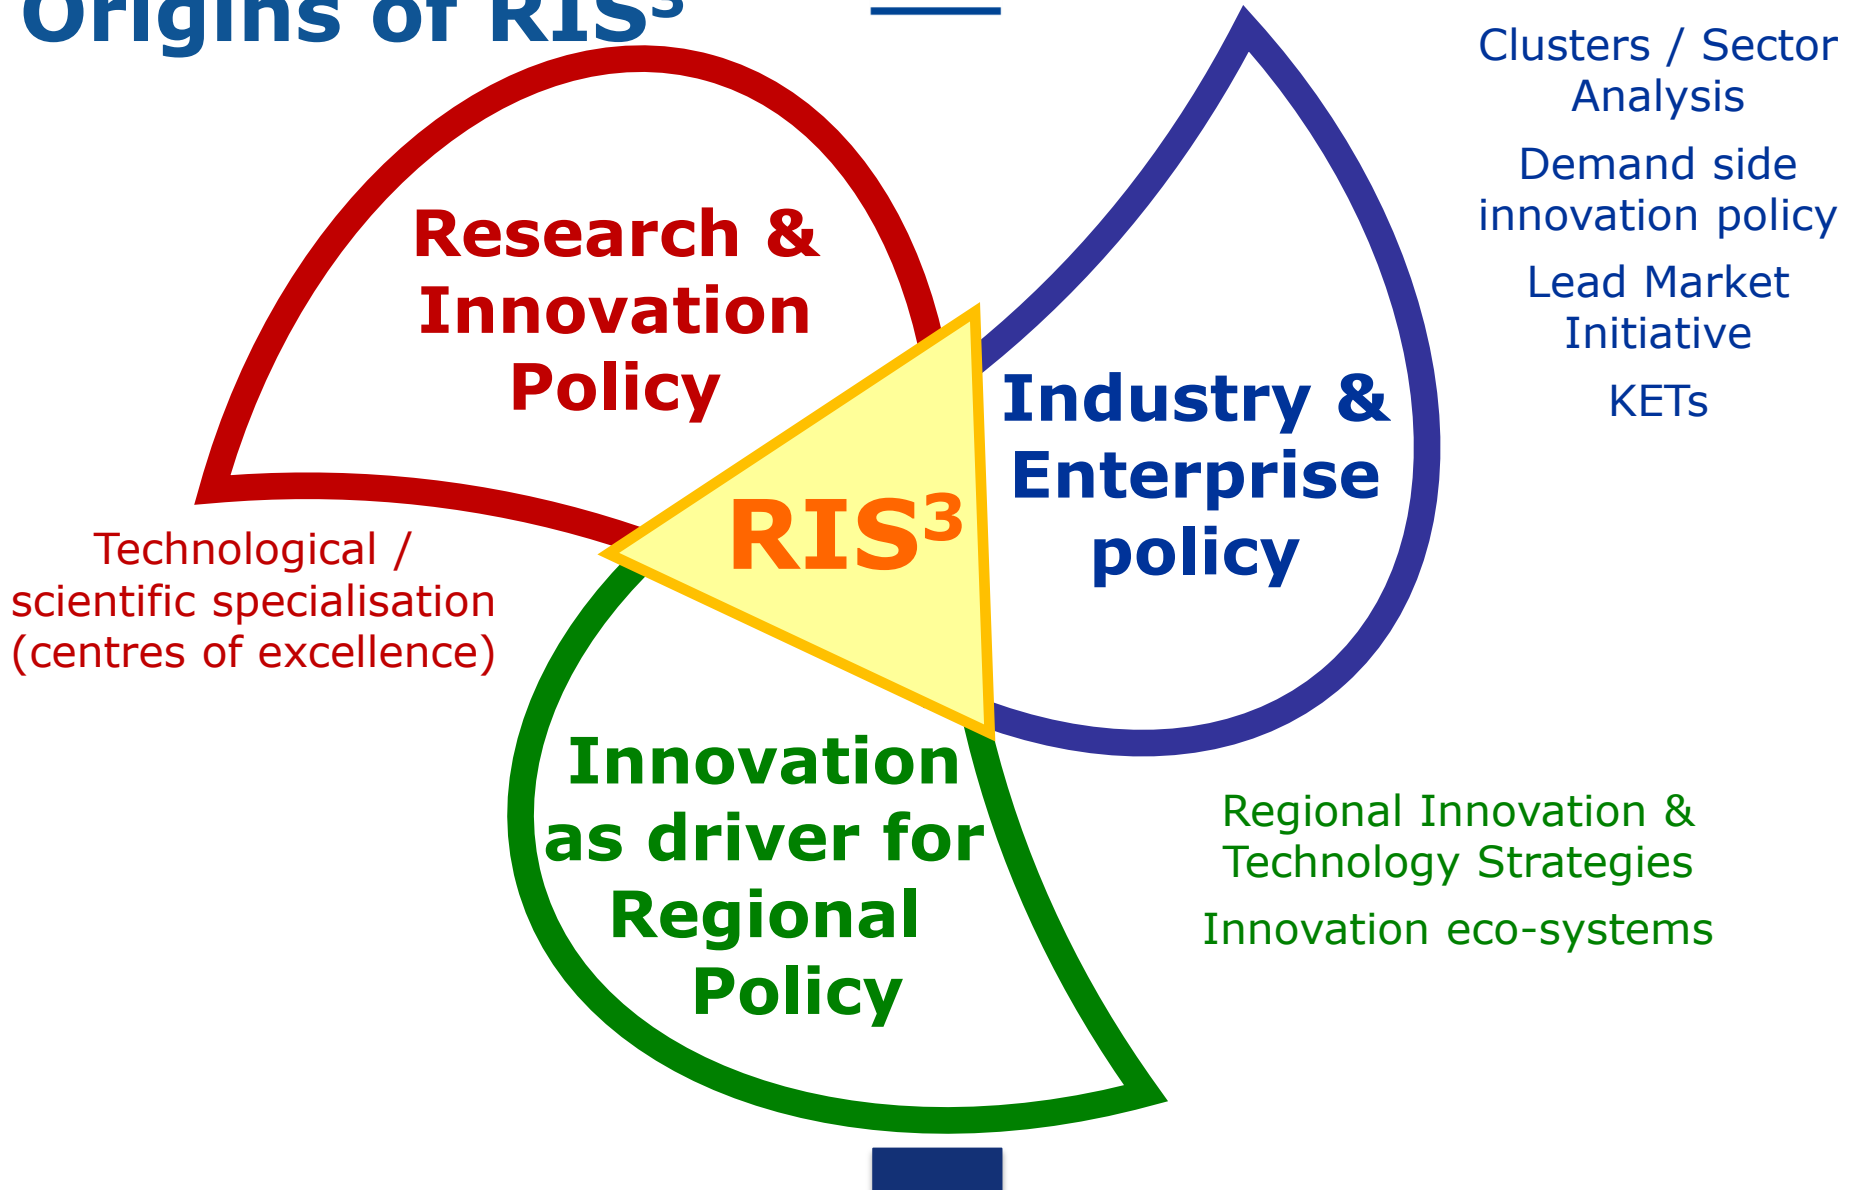 Origins of RIS³
Research &
Innovation
Policy
Technological /
scientific specialisation
(centres of excellence)
RIS³
Industry &
Enterprise
policy
Clusters / Sector
Analysis
Demand side
innovation policy
Lead Market
Initiative
KETs
Innovation
as driver for
Regional
Policy
Regional Innovation &
Technology Strategies
Innovation eco-systems